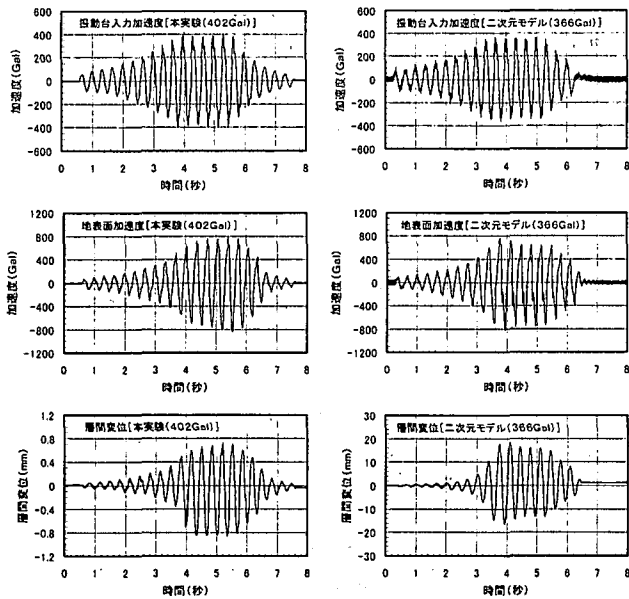 振動台入力加速度[本実験(402Gal)]
加速度(Gal)
600
400
200
0
-200
-400
-600
0 1 2 3 4 5 6 7 8
時間(秒)
振動台入力加速度[二次元モデル(366Gal)]
加速度(Gal)
600
400
200
0
-200
-400
-600
0 1 2 3 4 5 6 7 8
時間(秒)
地表面加速度[本実験(402Gal)]
加速度(Gal)
1200
800
400
0
-400
-800
-1200
0 1 2 3 4 5 6 7 8
時間(秒)
地表面加速度[二次元モデル(366Gal)]
加速度(Gal)
1200
800
400
0
-400
-800
-1200
0 1 2 3 4 5 6 7 8
時間(秒)
層間変位[本実験(402Gal)]
層間変位(mm)
1.2
0.8
0.4
0
-0.4
-0.8
-1.2
0 1 2 3 4 5 6 7 8
時間(秒)
層間変位[二次元モデル(366Gal)]
層間変位(mm)
30
20
10
0
-10
-20
-30
0 1 2 3 4 5 6 7 8
時間(秒)